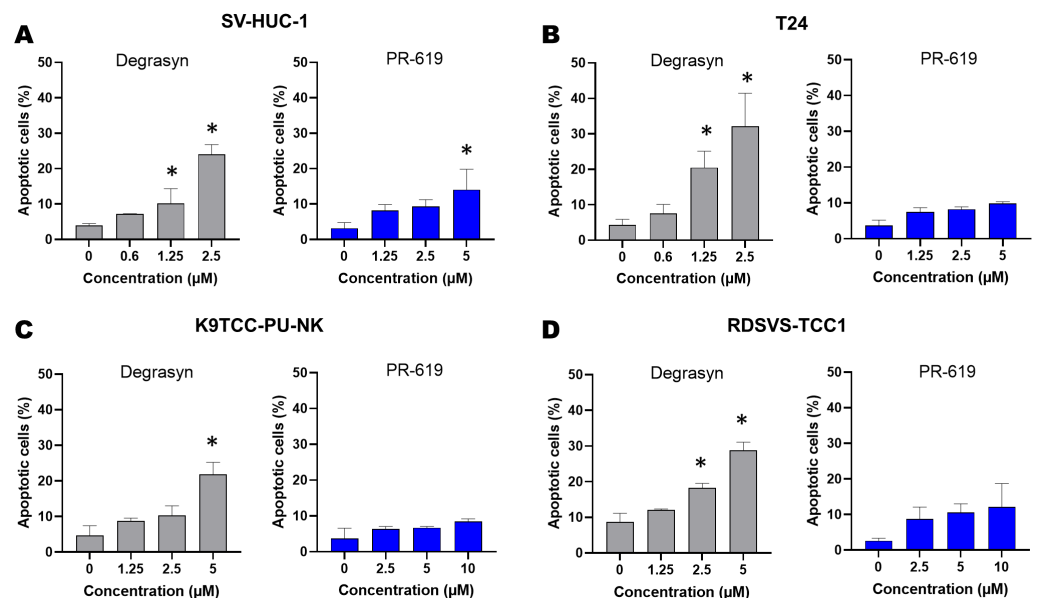 A
SV-HUC-1
Degrasyn
Apoptotic cells (%)
50
40
30
20
10
0
*
*
0 0.6 1.25 2.5
Concentration (µM)
PR-619
Apoptotic cells (%)
50
40
30
20
10
0
*
0 1.25 2.5 5
Concentration (µM)
B
T24
Degrasyn
Apoptotic cells (%)
50
40
30
20
10
0
*
*
0 0.6 1.25 2.5
Concentration (µM)
PR-619
Apoptotic cells (%)
50
40
30
20
10
0
0 1.25 2.5 5
Concentration (µM)
C
K9TCC-PU-NK
Degrasyn
Apoptotic cells (%)
50
40
30
20
10
0
*
0 1.25 2.5 5
Concentration (µM)
PR-619
Apoptotic cells (%)
50
40
30
20
10
0
0 2.5 5 10
Concentration (µM)
D
RDSVS-TCC1
Degrasyn
Apoptotic cells (%)
50
40
30
20
10
0
*
*
0 1.25 2.5 5
Concentration (µM)
PR-619
Apoptotic cells (%)
50
40
30
20
10
0
0 2.5 5 10
Concentration (µM)